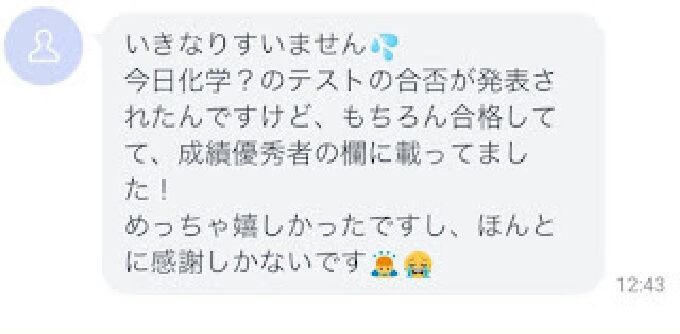 いきなりすいません💦
今日化学？のテストの合否が発表さ
れたんですけど、もちろん合格して
て、成績優秀者の欄に載ってまし
た！
めっちゃ嬉しかったですし、ほんと
に感謝しかないです🙇😭
12:43